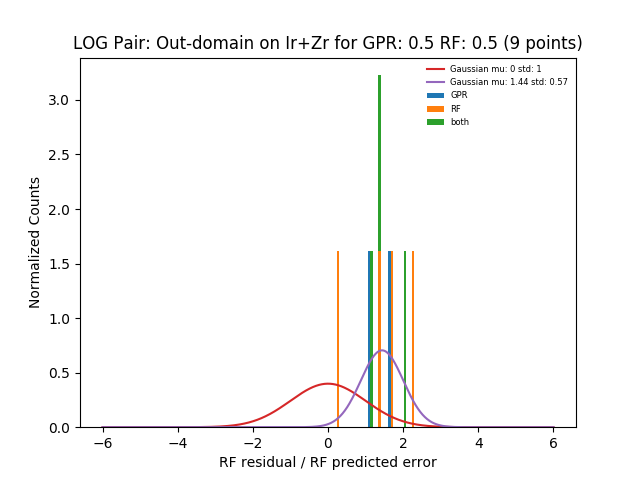 LOG Pair: Out-domain on Ir+Zr for GPR: 0.5 RF: 0.5 (9 points)
Gaussian mu: 0 std: 1
Gaussian mu: 1.44 std: 0.57
GPR
RF
both
Normalized Counts
3.0
2.5
2.0
1.5
1.0
0.5
0.0
−6 −4 −2 0 2 4 6
RF residual / RF predicted error